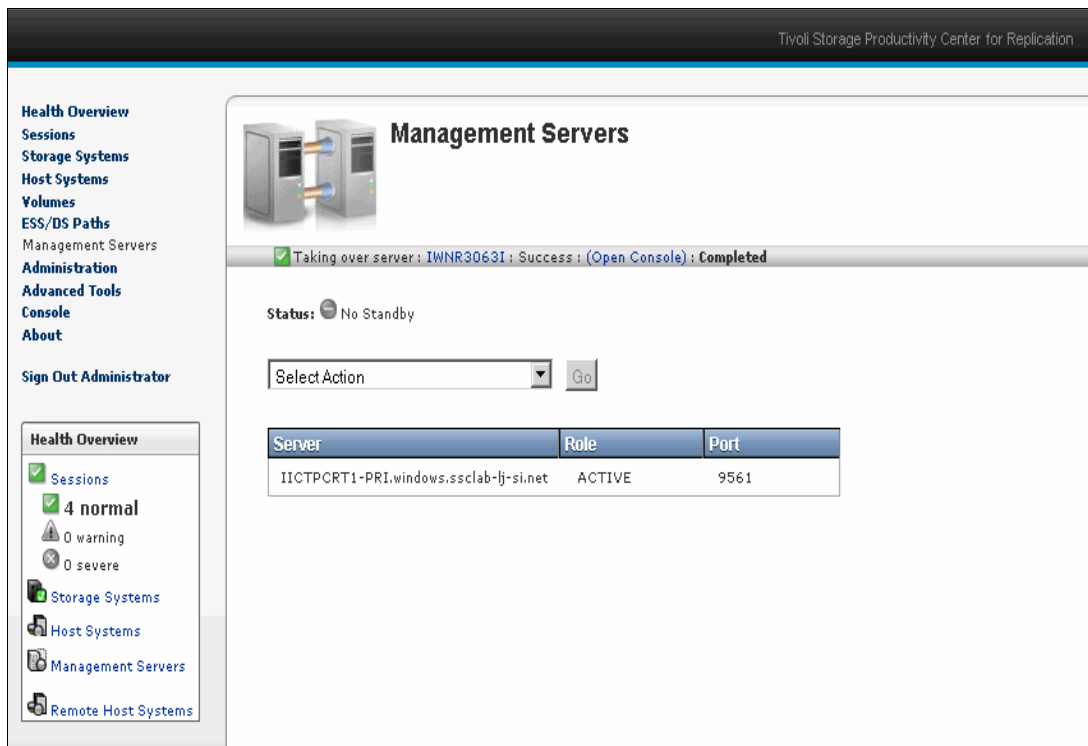 Tivoli Storage Productivity Center for Replication
Health Overview
Sessions
Storage Systems
Host Systems
Volumes
ESS/DS Paths
Management Servers
Administration
Advanced Tools
Console
About
Sign Out Administrator
Health Overview
Sessions
4 normal
0 warning
0 severe
Storage Systems
Host Systems
Management Servers
Remote Host Systems
Management Servers
Taking over server : IWNR3063I : Success : (Open Console) : Completed
Status: No Standby
Select Action Go
Server Role Port
IICTPCRT1-PRI.windows.ssclab-lj-si.net ACTIVE 9561